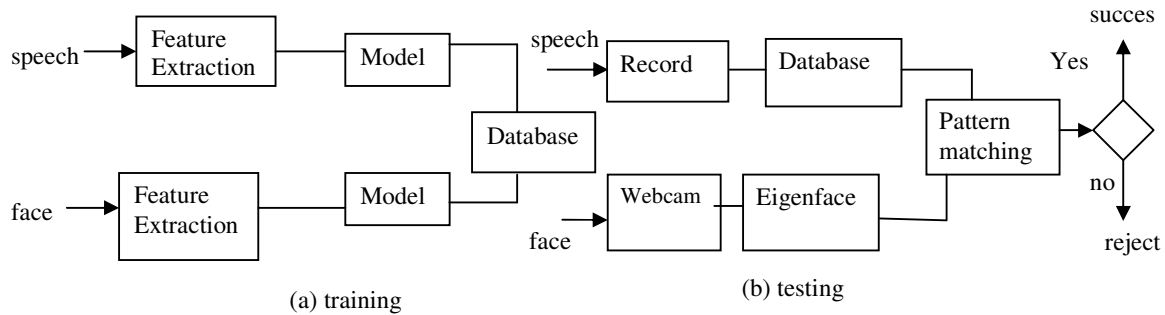 speech
Feature
Extraction
Model
Database
face
Feature
Extraction
Model
(a) training
speech
Record
Database
Pattern
matching
Webcam
Eigenface
face
succes
Yes
no
reject
(b) testing